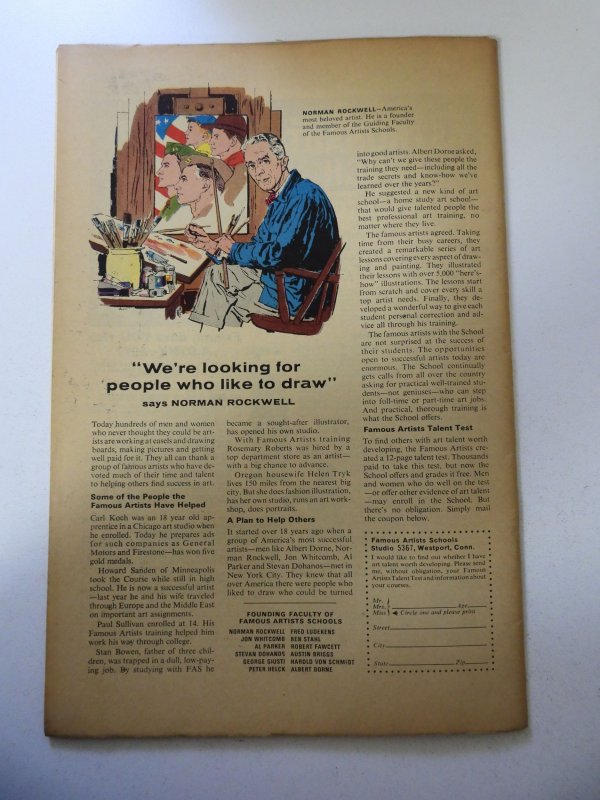 NORMAN ROCKWELL—America's
most beloved artist. He is a founder
and member of the Guiding Faculty
of the Famous Artists Schools.
"We're looking for
people who like to draw"
says NORMAN ROCKWELL
Today hundreds of men and women
who never thought they could be art-
ists are working at easels and drawing
boards, making pictures and getting
well paid for it. They all can thank a
group of famous artists who have de-
voted much of their time and talent
to helping others find success in art.
Some of the People the
Famous Artists Have Helped
Carl Koch was an 18 year old ap-
prentice in a Chicago art studio when
he enrolled. Today he prepares ads
for such companies as General
Motors and Firestone—has won five
gold medals.
Howard Sanden of Minneapolis
took the Course while still in high
school. He is now a successful artist
—last year he and his wife traveled
through Europe and the Middle East
on important art assignments.
Paul Sullivan enrolled at 14. His
Famous Artists training helped him
work his way through college.
Stan Bowen, father of three chil-
dren, was trapped in a dull, low-pay-
ing job. By studying with FAS he
became a sought-after illustrator,
has opened his own studio.
With Famous Artists training
Rosemary Roberts was hired by a
top department store as an artist—
with a big chance to advance.
Oregon housewife Helen Tryk
lives 150 miles from the nearest big
city. But she does fashion illustration,
has her own studio, runs an art work-
shop, does portraits.
A Plan to Help Others
It started over 18 years ago when a
group of America's most successful
artists—men like Albert Dorne, Nor-
man Rockwell, Jon Whitcomb, Al
Parker and Stevan Dohanos—met in
New York City. They knew that all
over America there were people who
liked to draw who could be turned
FOUNDING FACULTY OF
FAMOUS ARTISTS SCHOOLS
NORMAN ROCKWELL FRED LUDEKENS
JON WHITCOMB BEN STAHL
AL PARKER ROBERT FAWCETT
STEVAN DOHANOS AUSTIN BRIGGS
GEORGE GIUSTI HAROLD VON SCHMIDT
PETER HELCK ALBERT DORNE
into good artists. Albert Dorne asked,
"Why can't we give these people the
training they need—including all the
trade secrets and know-how we've
learned over the years?"
He suggested a new kind of art
school—a home study art school—
that would give talented people the
best professional art training, no
matter where they live.
The famous artists agreed. Taking
time from their busy careers, they
created a remarkable series of art
lessons covering every aspect of draw-
ing and painting. They illustrated
their lessons with over 5,000 "here's-
how" illustrations. The lessons start
from scratch and cover every skill a
top artist needs. Finally, they de-
veloped a wonderful way to give each
student personal correction and ad-
vice all through his training.
The famous artists with the School
are not surprised at the success of
their students. The opportunities
open to successful artists today are
enormous. The School continually
gets calls from all over the country
asking for practical well-trained stu-
dents—not geniuses—who can step
into full-time or part-time art jobs.
And practical, thorough training is
what the School offers.
Famous Artists Talent Test
To find others with art talent worth
developing, the Famous Artists cre-
ated a 12-page talent test. Thousands
paid to take this test, but now the
School offers and grades it free. Men
and women who do well on the test
—or offer other evidence of art talent
—may enroll in the School. But
there's no obligation. Simply mail
the coupon below.
Famous Artists Schools
Studio 5367, Westport, Conn.
I would like to find out whether I have
art talent worth developing. Please send
me, without obligation, your Famous
Artists Talent Test and information about
your courses.
Mr.
Mrs. Age
Miss Circle one and please print
Street
City
State Zip